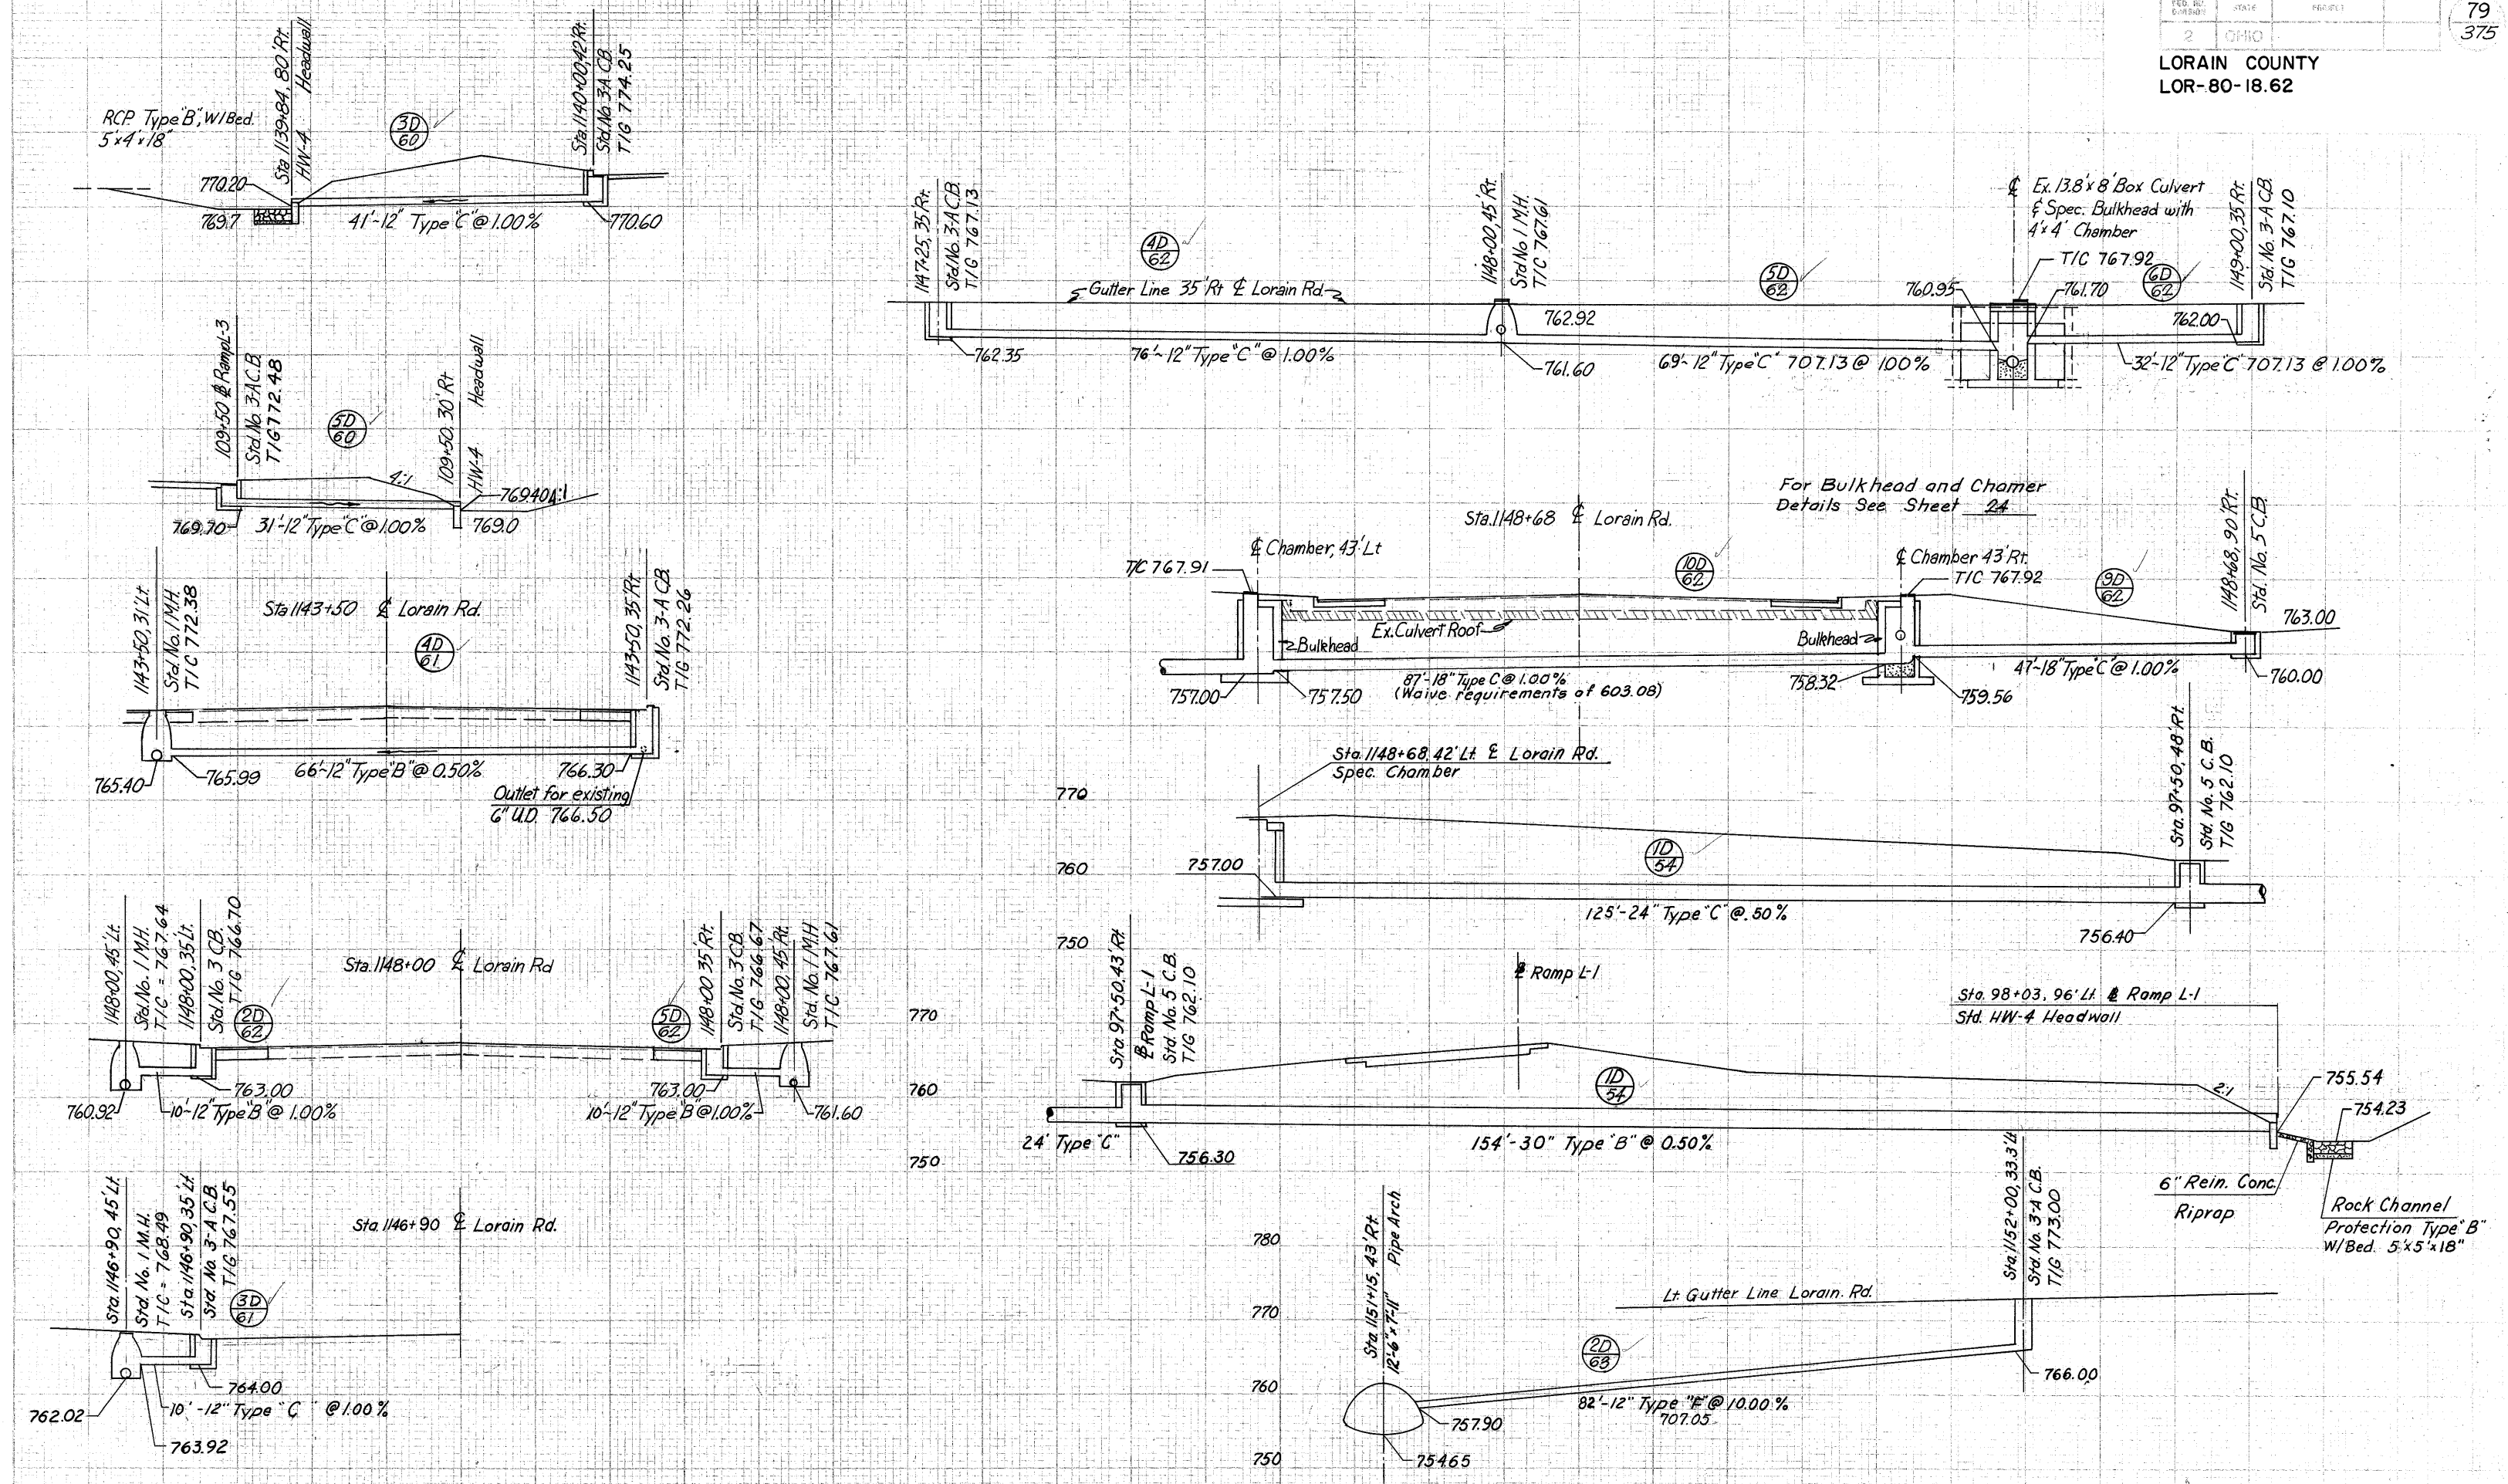 FED. RD. DIVISION
STATE
PROJECT
2
OHIO
79
375
LORAIN COUNTY
LOR-80-18.62
RCP Type "B", W/Bed.
5'x4'x18"
Sta 1139+84, 80' Rt.
HW-4 Headwall
3D
60
Sta. 1140+00, 42' Rt.
Std. No. 3A C.B.
T/G 774.25
770.20
769.7
41'-12" Type "C" @ 1.00%
770.60
109+50 ℄ Ramp L-3
Std. No. 3-A C.B.
T/G 772.48
5D
60
4:1
109+50, 30' Rt
HW-4 Headwall
769.40
4:1
769.70
31'-12" Type "C" @ 1.00%
769.0
1143+50, 31' Lt.
Std. No. 1 M.H.
T/C 772.38
Sta 1143+50 ℄ Lorain Rd.
4D
61
1143+50, 35' Rt.
Std. No. 3-A C.B.
T/G 772.26
765.40
765.99
66'-12" Type "B" @ 0.50%
766.30
Outlet for existing
6" U.D. 766.50
1148+00, 45' Lt.
Std. No. 1 M.H.
T/C = 767.64
1148+00, 35' Lt.
Std. No. 3 C.B.
T/G 766.70
2D
62
Sta. 1148+00 ℄ Lorain Rd
5D
62
1148+00 35' Rt.
Std. No. 3 C.B.
T/G 766.67
1148+00, 45' Rt.
Std. No. 1 M.H
T/C 767.61
760.92
763.00
10'-12" Type "B" @ 1.00%
763.00
10'-12" Type "B" @ 1.00%
761.60
Sta. 1146+90, 45' Lt.
Std. No. 1 M.H.
T/C = 768.49
Sta. 1146+90, 35' Lt.
Std. No. 3-A C.B.
T/G 767.55
3D
61
Sta. 1146+90 ℄ Lorain Rd.
762.02
764.00
10'-12" Type "C" @ 1.00%
763.92
1147+25, 35' Rt.
Std. No. 3-A C.B.
T/G 767.13
4D
62
Gutter Line 35' Rt ℄ Lorain Rd.
1148+00, 45' Rt.
Std No 1 M.H.
T/C 767.61
5D
62
℄ Ex. 13.8' x 8' Box Culvert
& Spec. Bulkhead with
4'x4' Chamber
T/C 767.92
6D
62
1149+00, 35' Rt.
Std. No. 3-A C.B.
T/G 767.10
762.35
76'-12" Type "C" @ 1.00%
762.92
761.60
69'-12" Type "C" 707.13 @ 1.00%
760.95
761.70
762.00
32'-12" Type "C" 707.13 @ 1.00%
For Bulkhead and Chamer
Details See Sheet 24
Sta. 1148+68 ℄ Lorain Rd.
℄ Chamber, 43' Lt
T/C 767.91
10D
62
℄ Chamber 43' Rt.
T/C 767.92
9D
62
1148+68, 90' Rt.
Std. No. 5 C.B.
763.00
Bulkhead
Ex. Culvert Roof
Bulkhead
757.00
757.50
87'-18" Type C @ 1.00%
(Waive requirements of 603.08)
758.32
759.56
47'-18" Type "C" @ 1.00%
760.00
Sta. 1148+68, 42' Lt. ℄ Lorain Rd.
Spec. Chamber
Sta. 97+50, 48' Rt.
Std. No. 5 C.B.
T/G 762.10
770
760
750
757.00
1D
54
125'-24" Type "C" @ .50%
756.40
Sta. 97+50, 43' Rt
Ramp L-1
Std. No. 5 C.B.
T/G 762.10
Ramp L-1
Sta. 98+03, 96' Lt. Ramp L-1
Std. HW-4 Headwall
770
760
750
1D
54
2:1
755.54
754.23
24" Type "C"
756.30
154'-30" Type "B" @ 0.50%
6" Rein. Conc.
Riprap
Rock Channel
Protection Type "B"
W/Bed. 5'x5'x18"
Sta. 1151+15, 43' Rt.
12'-6"x7'-11" Pipe Arch
Sta. 1152+00, 33.3' Lt
Std. No. 3-A C.B.
T/G 773.00
780
770
760
750
Lt. Gutter Line Lorain. Rd.
2D
63
766.00
82'-12" Type "F" @ 10.00%
707.05
757.90
754.65